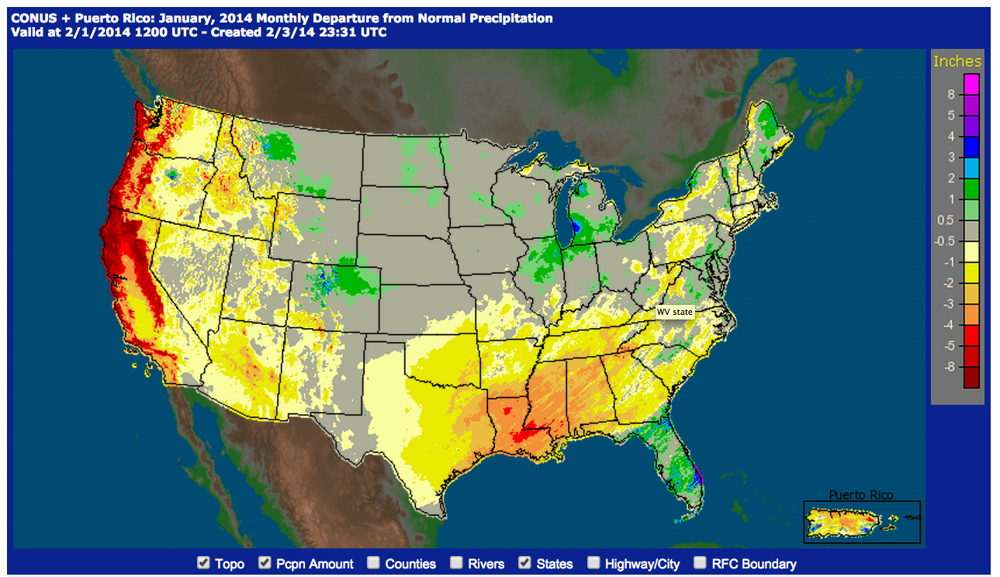 CONUS + Puerto Rico: January, 2014 Monthly Departure from Normal Precipitation
Valid at 2/1/2014 1200 UTC - Created 2/3/14 23:31 UTC
Inches
8
5
4
3
2
1
0.5
-0.5
-1
-2
-3
-4
-5
-8
WV state
Puerto Rico
Topo Pcpn Amount Counties Rivers States Highway/City RFC Boundary